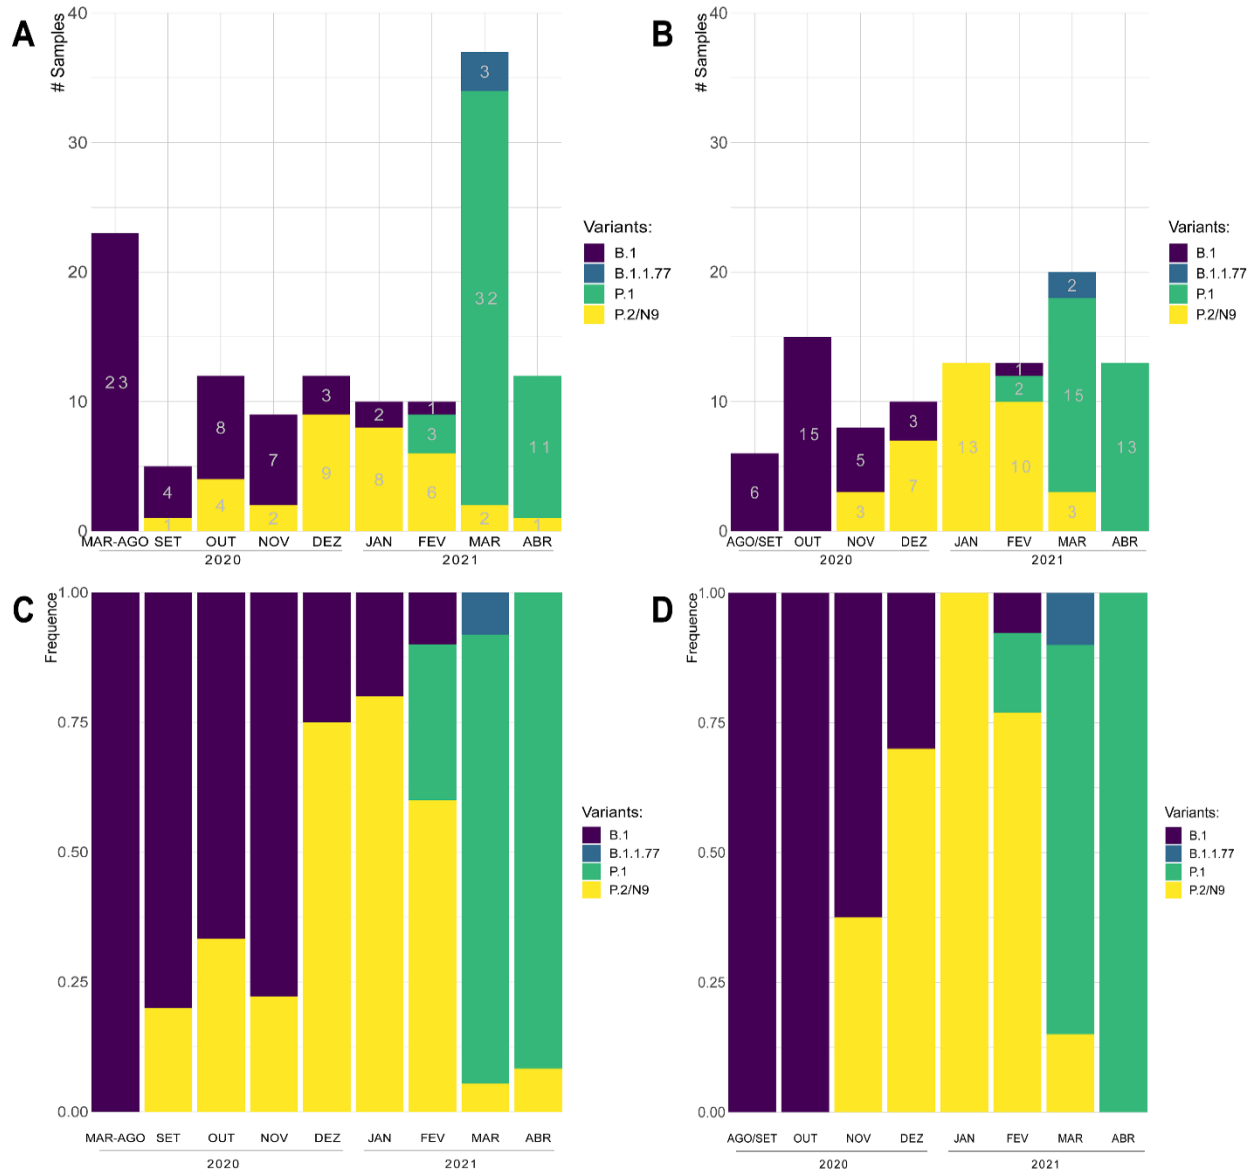 A
# Samples
40
30
20
10
0
23
4
1
8
4
7
2
3
9
2
8
1
3
6
3
32
2
11
1
MAR-AGO SET OUT NOV DEZ JAN FEV MAR ABR
2020 2021
Variants:
B.1
B.1.1.77
P.1
P.2/N9
B
# Samples
40
30
20
10
0
6
15
5
3
3
7
13
1
2
10
2
15
3
13
AGO/SET OUT NOV DEZ JAN FEV MAR ABR
2020 2021
Variants:
B.1
B.1.1.77
P.1
P.2/N9
C
Frequence
1.00
0.75
0.50
0.25
0.00
MAR-AGO SET OUT NOV DEZ JAN FEV MAR ABR
2020 2021
Variants:
B.1
B.1.1.77
P.1
P.2/N9
D
Frequence
1.00
0.75
0.50
0.25
0.00
AGO/SET OUT NOV DEZ JAN FEV MAR ABR
2020 2021
Variants:
B.1
B.1.1.77
P.1
P.2/N9